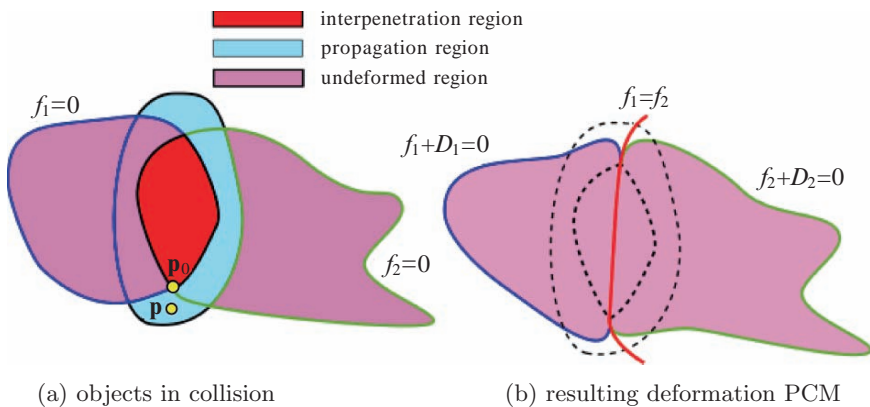 interpenetration region
propagation region
undeformed region
f₁=0
p₀
p
f₂=0
f₁=f₂
f₁+D₁=0
f₂+D₂=0
(a) objects in collision
(b) resulting deformation PCM